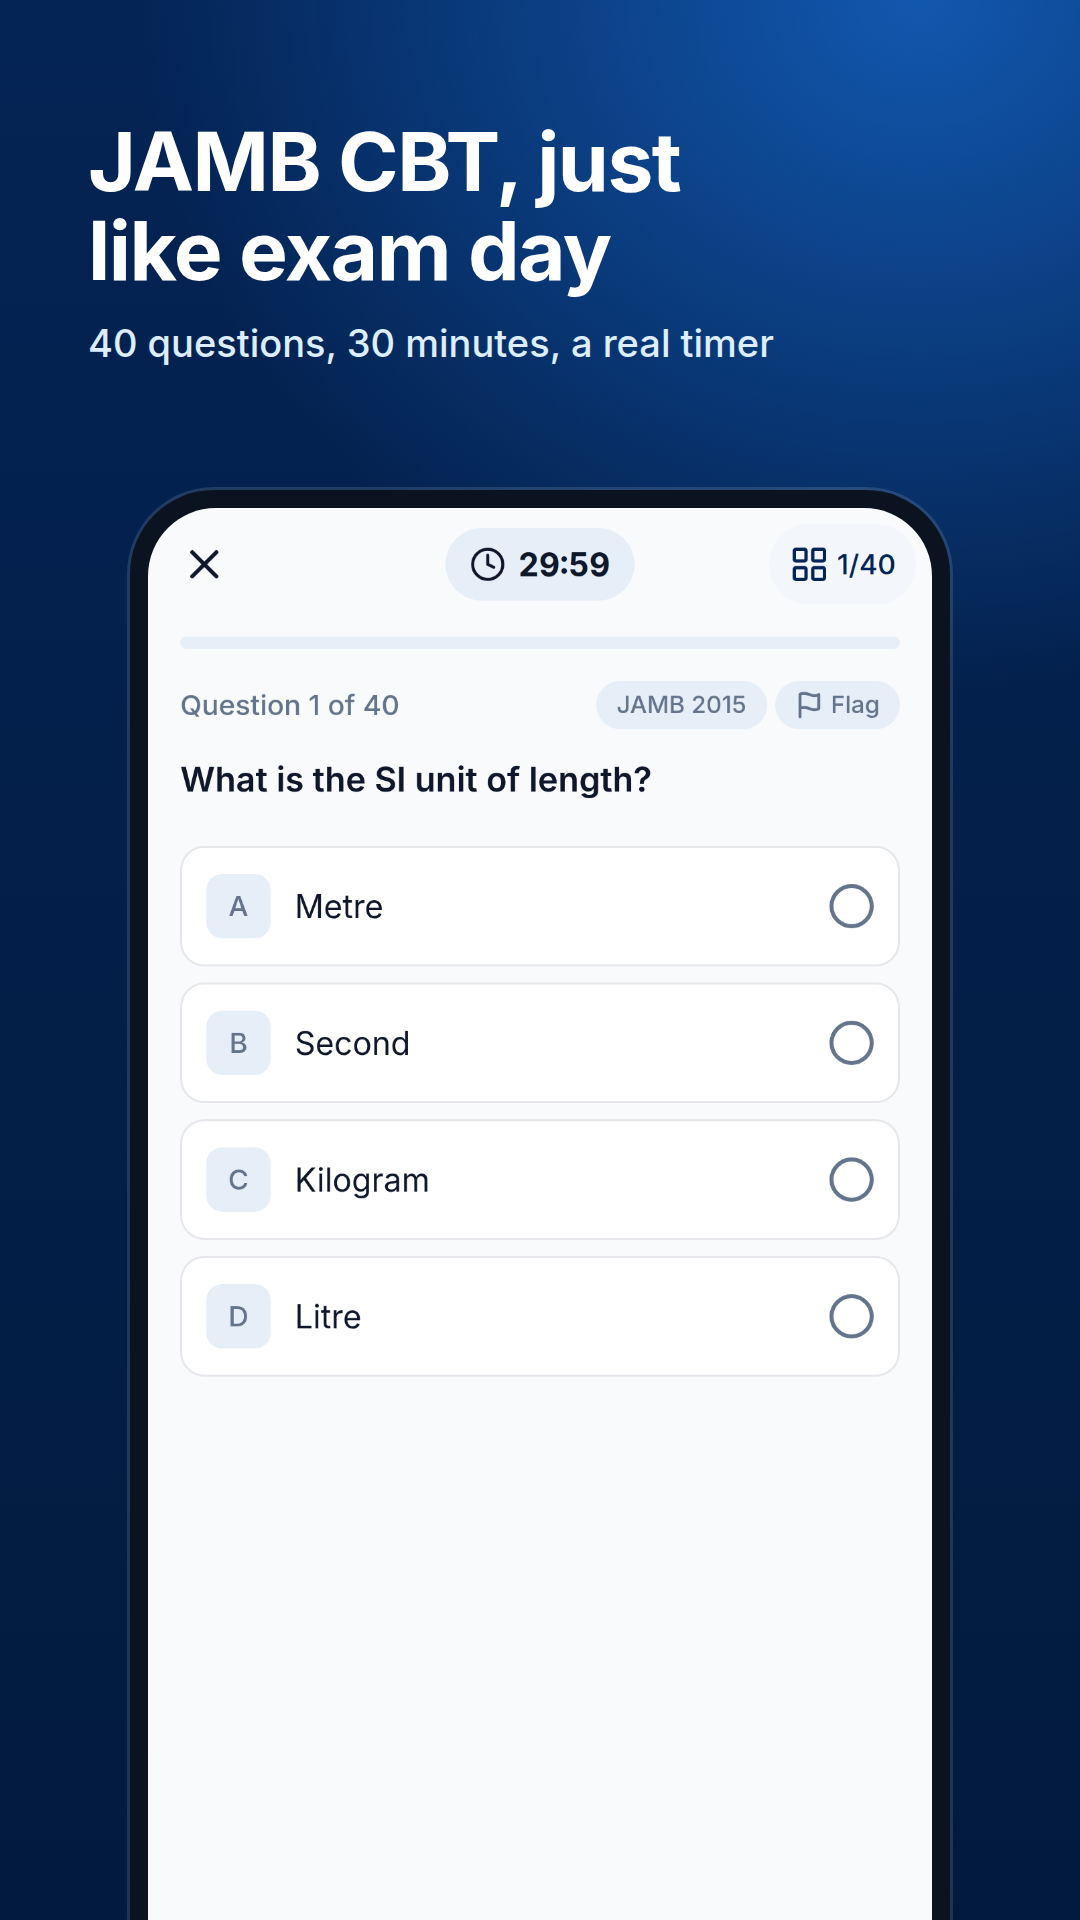 JAMB CBT, just
like exam day
40 questions, 30 minutes, a real timer
29:59
1/40
Question 1 of 40
JAMB 2015
Flag
What is the SI unit of length?
A Metre
B Second
C Kilogram
D Litre